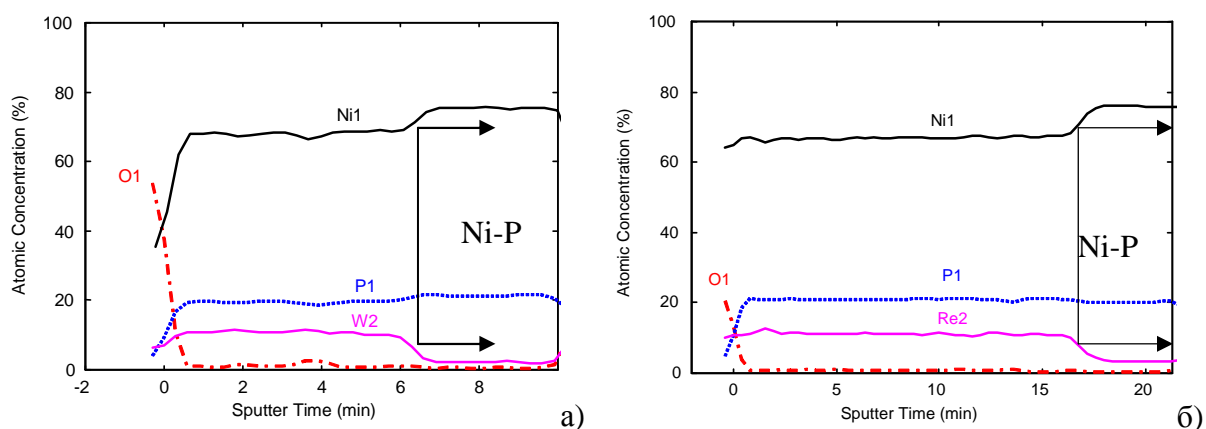 100
80
60
40
20
0
-2
0
2
4
6
8
Atomic Concentration (%)
Sputter Time (min)
Ni1
O1
P1
W2
Ni-P
а)
100
80
60
40
20
0
0
5
10
15
20
Atomic Concentration (%)
Sputter Time (min)
Ni1
O1
P1
Re2
Ni-P
б)